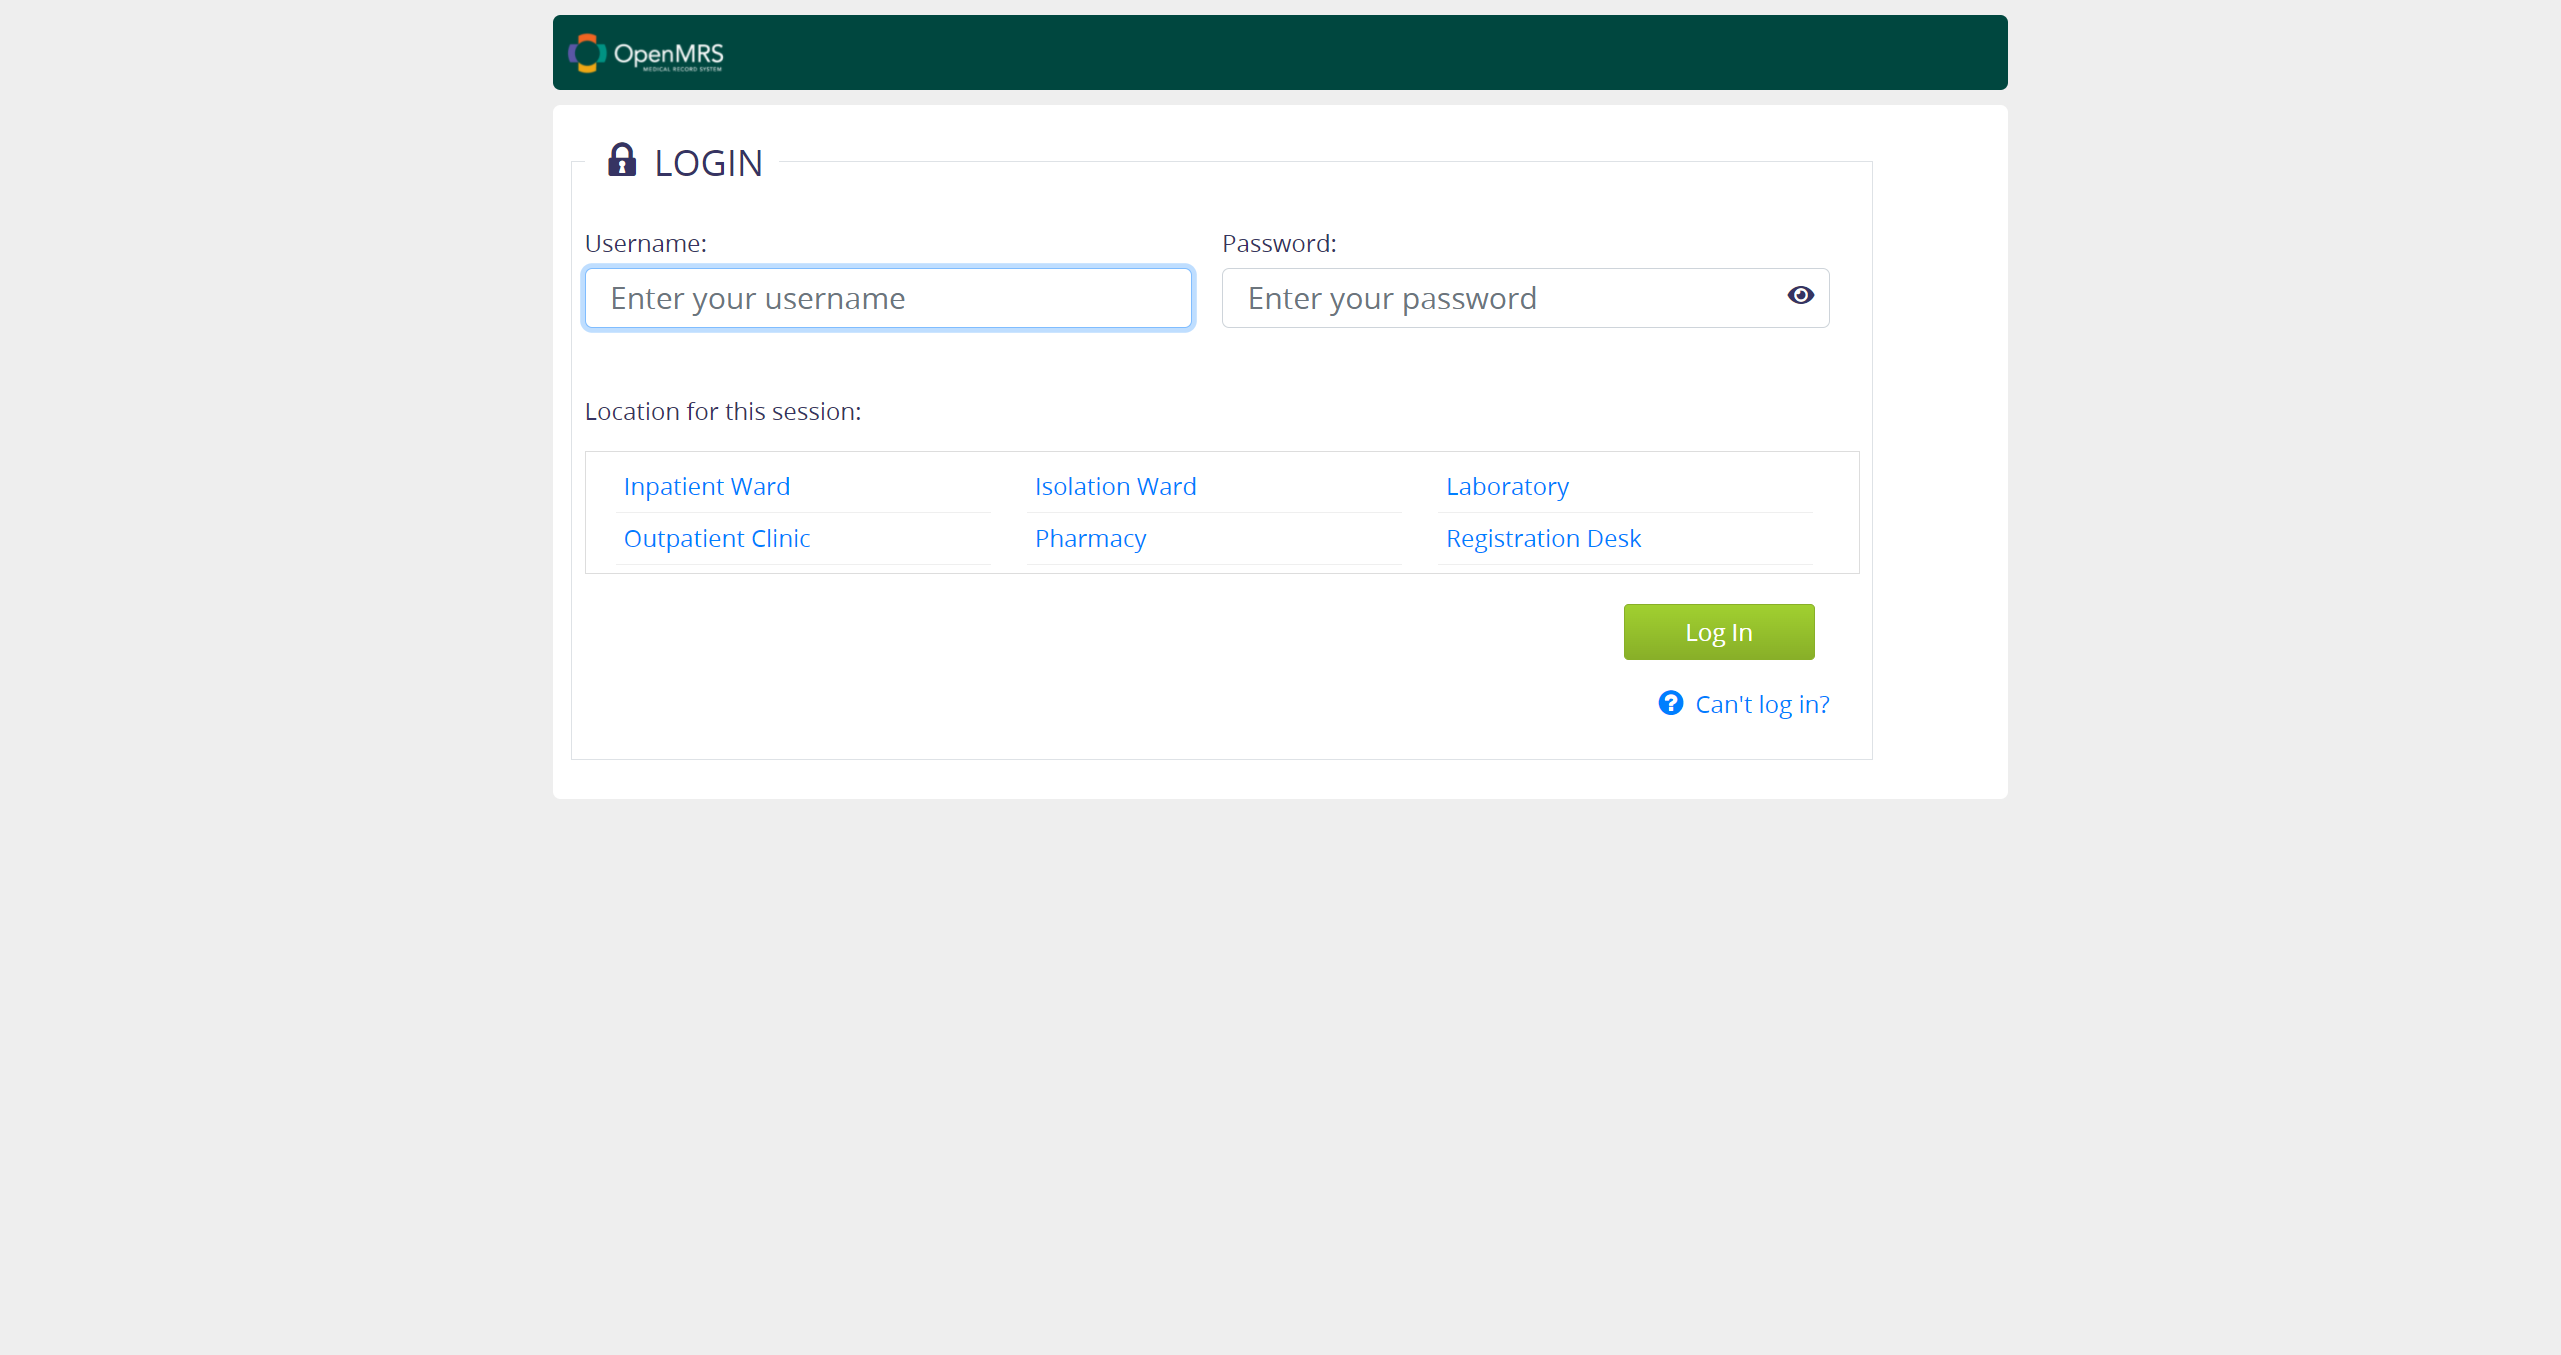 OpenMRS
MEDICAL RECORD SYSTEM
LOGIN
Username:
Password:
Enter your username
Enter your password
Location for this session:
Inpatient Ward
Isolation Ward
Laboratory
Outpatient Clinic
Pharmacy
Registration Desk
Log In
Can't log in?